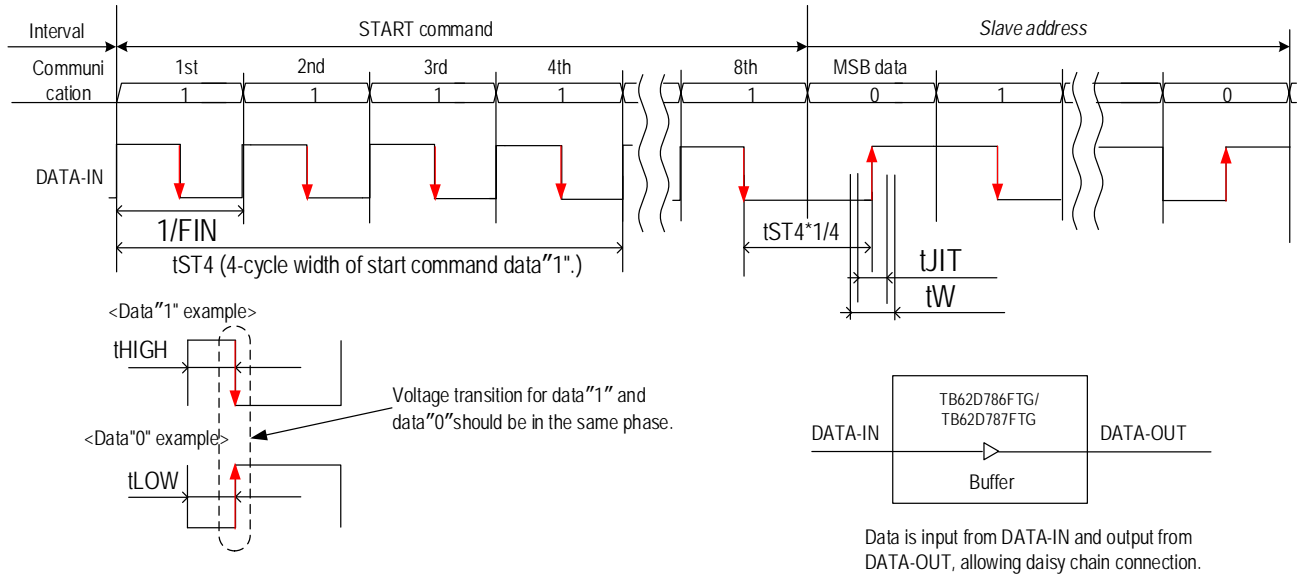 Interval
START command
Slave address
Communi
cation
1st
2nd
3rd
4th
8th
MSB data
1
1
1
1
1
0
1
0
DATA-IN
1/FIN
tST4 (4-cycle width of start command data″1".)
tST4*1/4
tJIT
tW
<Data″1" example>
tHIGH
Voltage transition for data″1″ and
data″0″should be in the same phase.
<Data"0" example>
tLOW
TB62D786FTG/
TB62D787FTG
DATA-IN
DATA-OUT
Buffer
Data is input from DATA-IN and output from
DATA-OUT, allowing daisy chain connection.